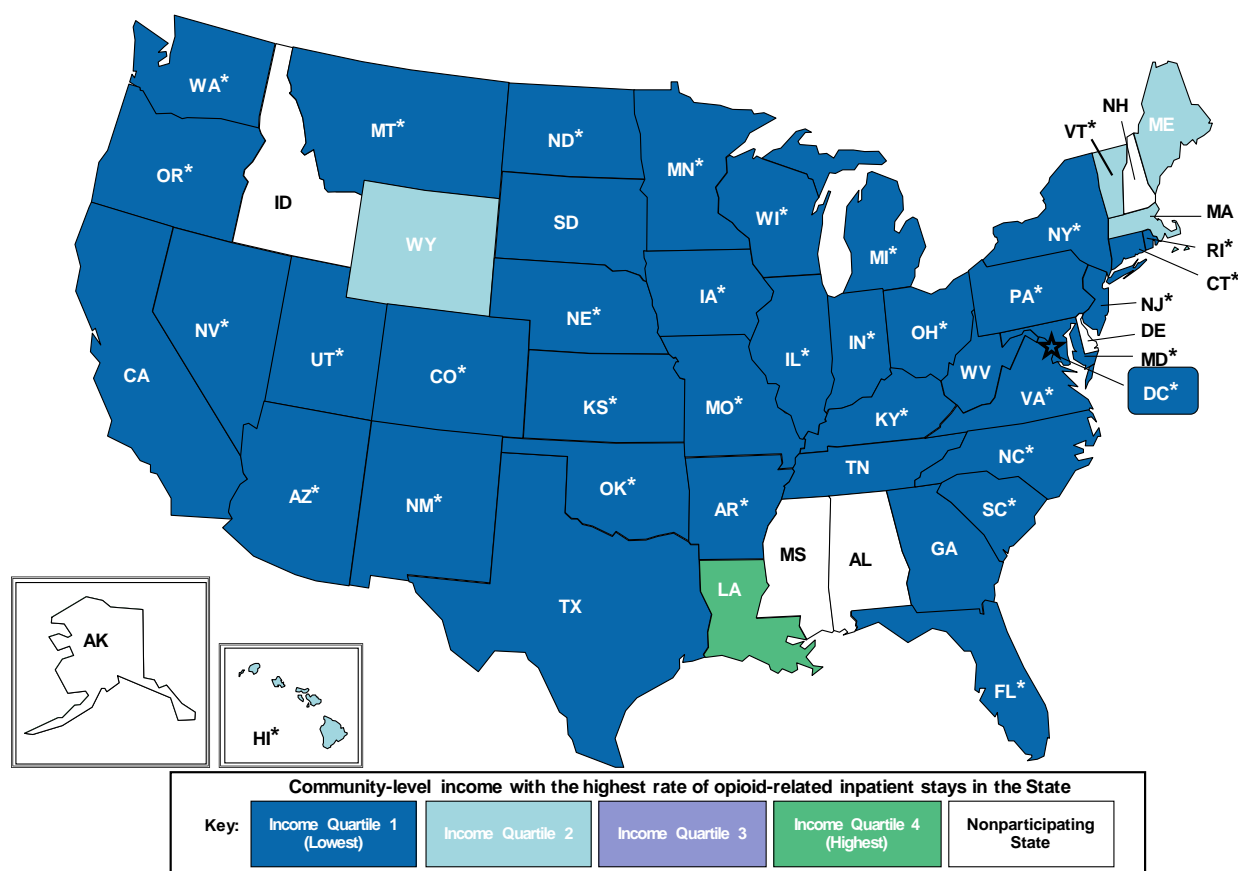 WA*
MT*
ND*
MN*
OR*
ID
WY
SD
WI*
MI*
NY*
VT*
NH
ME
MA
RI*
CT*
NJ*
DE
MD*
DC*
PA*
NV*
UT*
CO*
NE*
IA*
IL*
IN*
OH*
WV
VA*
CA
KS*
MO*
KY*
NC*
TN
SC*
AZ*
NM*
OK*
AR*
MS
AL
GA
TX
LA
FL*
AK
HI*
Community-level income with the highest rate of opioid-related inpatient stays in the State
Key:
Income Quartile 1
(Lowest)
Income Quartile 2
Income Quartile 3
Income Quartile 4
(Highest)
Nonparticipating
State